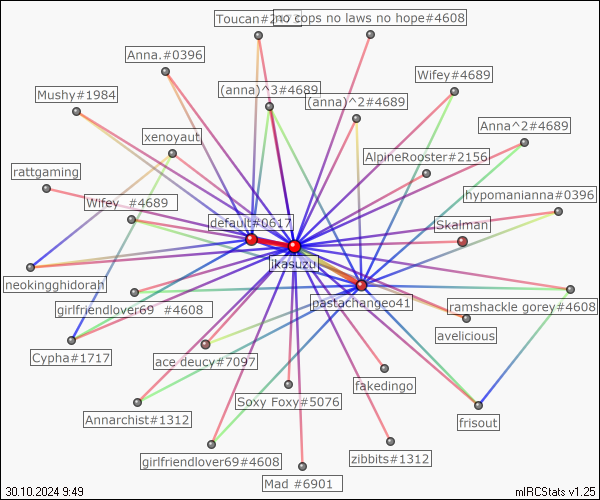 Toucan#2
no cops no laws no hope#4608
Anna.#0396
Wifey#4689
(anna)^3#4689
Mushy#1984
(anna)^2#4689
Anna^2#4689
xenoyaut
AlpineRooster#2156
rattgaming
hypomanianna#0396
Wifey_#4689
default#0617
Skaiman
ikasuzu
neokingghidorah
pastachangeo41
girlfriendlover69_#4608
ramshackle gorey#4608
avelicious
Cypha#1717
ace deucy#7097
fakedingo
Soxy Foxy#5076
Annarchist#1312
frisout
girlfriendlover69#4608
zibbits#1312
Mad_#6901
30.10.2024 9:49
mIRCStats v1.25